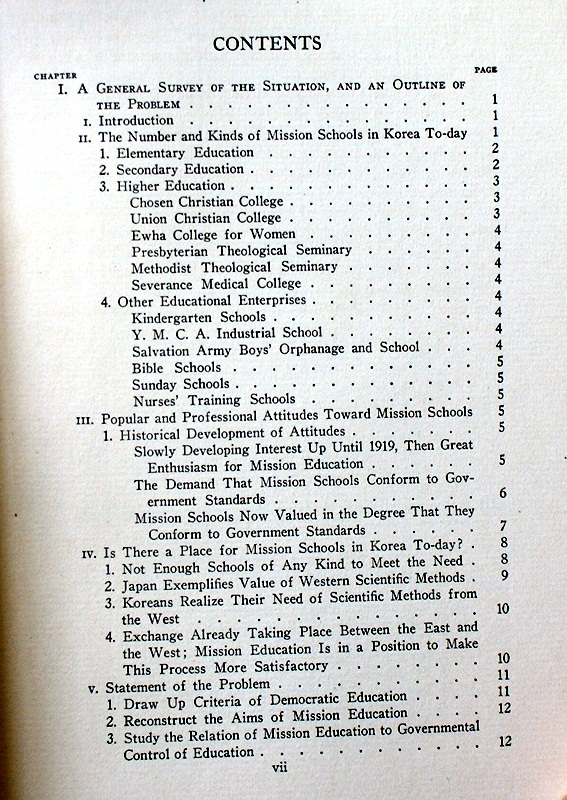 CONTENTS
CHAPTER PAGE
I. A GENERAL SURVEY OF THE SITUATION, AND AN OUTLINE OF
THE PROBLEM . . . . . . . . . . . . . . . 1
I. Introduction . . . . . . . . . . . . . . . 1
II. The Number and Kinds of Mission Schools in Korea To-day 1
1. Elementary Education . . . . . . . . . . . 2
2. Secondary Education . . . . . . . . . . . . 2
3. Higher Education . . . . . . . . . . . . . 3
Chosen Christian College . . . . . . . . . . 3
Union Christian College . . . . . . . . . . 3
Ewha College for Women . . . . . . . . . 4
Presbyterian Theological Seminary . . . . . . 4
Methodist Theological Seminary . . . . . . . 4
Severance Medical College . . . . . . . . . 4
4. Other Educational Enterprises . . . . . . . . . 4
Kindergarten Schools . . . . . . . . . . . 4
Y. M. C. A. Industrial School . . . . . . . . 4
Salvation Army Boys' Orphanage and School . . . 4
Bible Schools . . . . . . . . . . . . . 5
Sunday Schools . . . . . . . . . . . . . 5
Nurses' Training Schools . . . . . . . . . 5
III. Popular and Professional Attitudes Toward Mission Schools 5
1. Historical Development of Attitudes . . . . . . . 5
Slowly Developing Interest Up Until 1919, Then Great
Enthusiasm for Mission Education . . . . . . 5
The Demand That Mission Schools Conform to Gov-
ernment Standards . . . . . . . . . . . 6
Mission Schools Now Valued in the Degree That They
Conform to Government Standards . . . . . . 7
IV. Is There a Place for Mission Schools in Korea To-day? . 8
1. Not Enough Schools of Any Kind to Meet the Need . 8
2. Japan Exemplifies Value of Western Scientific Methods . 9
3. Koreans Realize Their Need of Scientific Methods from
the West . . . . . . . . . . . . . . 10
4. Exchange Already Taking Place Between the East and
the West; Mission Education Is in a Position to Make
This Process More Satisfactory . . . . . . . . 10
V. Statement of the Problem . . . . . . . . . . . 11
1. Draw Up Criteria of Democratic Education . . . . 11
2. Reconstruct the Aims of Mission Education . . . . 12
3. Study the Relation of Mission Education to Governmental
Control of Education . . . . . . . . . . . 12
vii